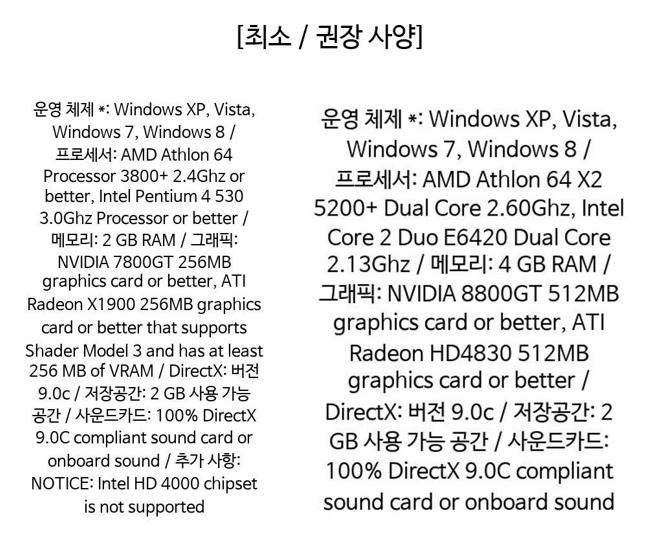 [최소 / 권장 사양]
운영 체제 *: Windows XP, Vista,
Windows 7, Windows 8 /
프로세서: AMD Athlon 64
Processor 3800+ 2.4Ghz or
better, Intel Pentium 4 530
3.0Ghz Processor or better /
메모리: 2 GB RAM / 그래픽:
NVIDIA 7800GT 256MB
graphics card or better, ATI
Radeon X1900 256MB graphics
card or better that supports
Shader Model 3 and has at least
256 MB of VRAM / DirectX: 버전
9.0c / 저장공간: 2 GB 사용 가능
공간 / 사운드카드: 100% DirectX
9.0C compliant sound card or
onboard sound / 추가 사항:
NOTICE: Intel HD 4000 chipset
is not supported
운영 체제 *: Windows XP, Vista,
Windows 7, Windows 8 /
프로세서: AMD Athlon 64 X2
5200+ Dual Core 2.60Ghz, Intel
Core 2 Duo E6420 Dual Core
2.13Ghz / 메모리: 4 GB RAM /
그래픽: NVIDIA 8800GT 512MB
graphics card or better, ATI
Radeon HD4830 512MB
graphics card or better /
DirectX: 버전 9.0c / 저장공간: 2
GB 사용 가능 공간 / 사운드카드:
100% DirectX 9.0C compliant
sound card or onboard sound